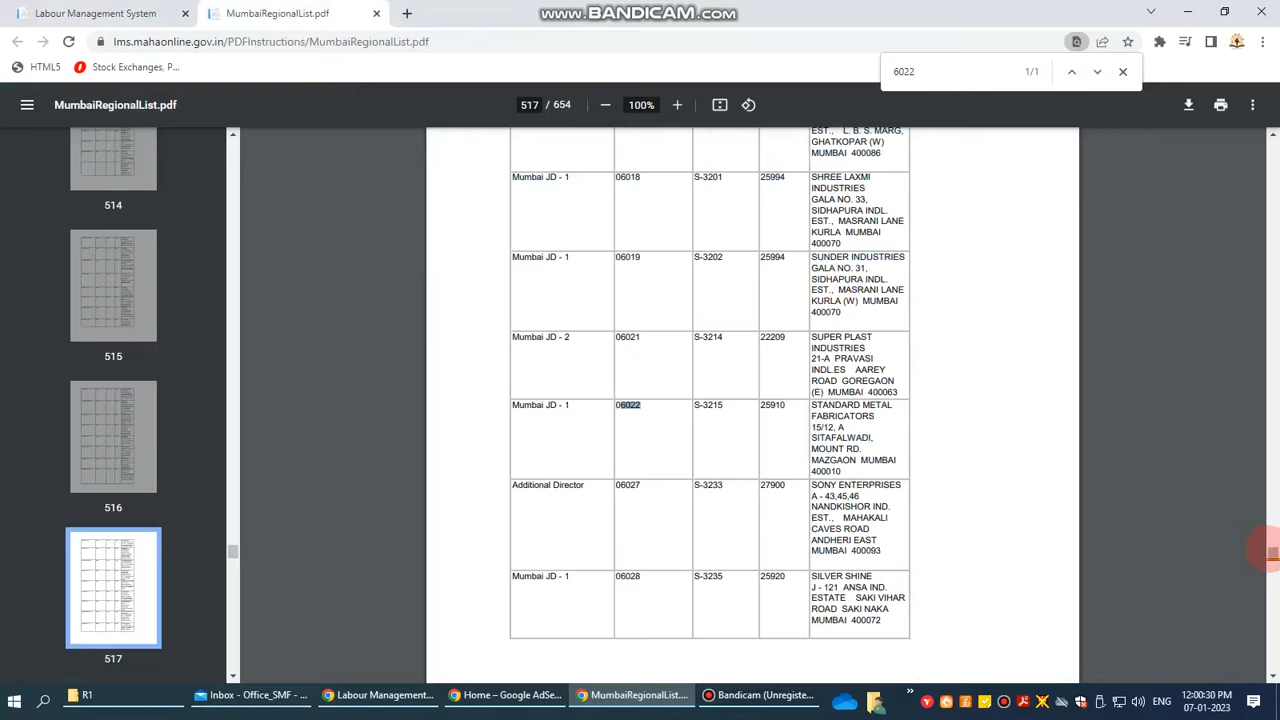 Labour Management System
MumbaiRegionalList.pdf
WWW.BANDICAM.COM
lms.mahaonline.gov.in/PDFInstructions/MumbaiRegionalList.pdf
HTML5
Stock Exchanges, P...
6022
1/1
MumbaiRegionalList.pdf
517 / 654
100%
EST., L. B. S. MARG,
GHATKOPAR (W)
MUMBAI 400086
Mumbai JD - 1 06018 S-3201 25994 SHREE LAXMI
INDUSTRIES
GALA NO. 33,
SIDHAPURA INDL.
EST., MASRANI LANE
KURLA MUMBAI
400070
Mumbai JD - 1 06019 S-3202 25994 SUNDER INDUSTRIES
GALA NO. 31,
SIDHAPURA INDL.
EST., MASRANI LANE
KURLA (W) MUMBAI
400070
Mumbai JD - 2 06021 S-3214 22209 SUPER PLAST
INDUSTRIES
21-A PRAVASI
INDL.ES AAREY
ROAD GOREGAON
(E) MUMBAI 400063
Mumbai JD - 1 06022 S-3215 25910 STANDARD METAL
FABRICATORS
15/12, A
SITAFALWADI,
MOUNT RD.
MAZGAON MUMBAI
400010
Additional Director 06027 S-3233 27900 SONY ENTERPRISES
A - 43,45,46
NANDKISHOR IND.
EST., MAHAKALI
CAVES ROAD
ANDHERI EAST
MUMBAI 400093
Mumbai JD - 1 06028 S-3235 25920 SILVER SHINE
J - 121 ANSA IND.
ESTATE SAKI VIHAR
ROAD SAKI NAKA
MUMBAI 400072
514
515
516
517
R1
Inbox - Office_SMF - ...
Labour Management...
Home – Google AdSe...
MumbaiRegionalList....
Bandicam (Unregiste...
ENG
12:00:30 PM
07-01-2023